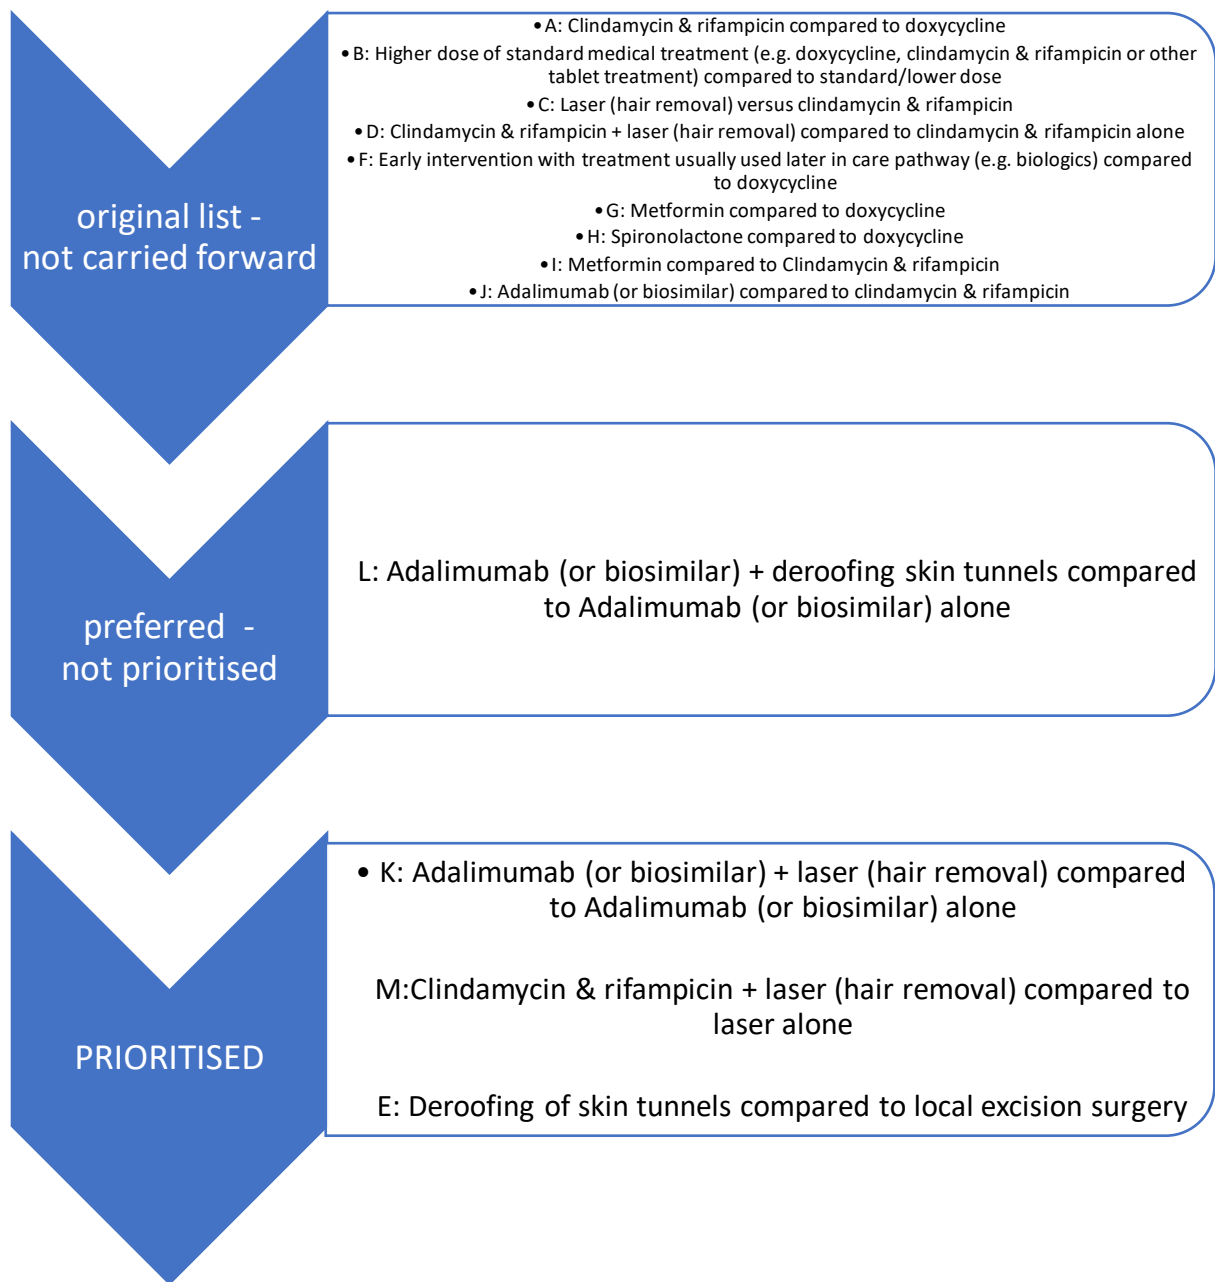 original list -
not carried forward
• A: Clindamycin & rifampicin compared to doxycycline
• B: Higher dose of standard medical treatment (e.g. doxycycline, clindamycin & rifampicin or other
tablet treatment) compared to standard/lower dose
• C: Laser (hair removal) versus clindamycin & rifampicin
• D: Clindamycin & rifampicin + laser (hair removal) compared to clindamycin & rifampicin alone
• F: Early intervention with treatment usually used later in care pathway (e.g. biologics) compared
to doxycycline
• G: Metformin compared to doxycycline
• H: Spironolactone compared to doxycycline
• I: Metformin compared to Clindamycin & rifampicin
• J: Adalimumab (or biosimilar) compared to clindamycin & rifampicin
preferred -
not prioritised
L: Adalimumab (or biosimilar) + deroofing skin tunnels compared
to Adalimumab (or biosimilar) alone
PRIORITISED
• K: Adalimumab (or biosimilar) + laser (hair removal) compared
to Adalimumab (or biosimilar) alone
M:Clindamycin & rifampicin + laser (hair removal) compared to
laser alone
E: Deroofing of skin tunnels compared to local excision surgery